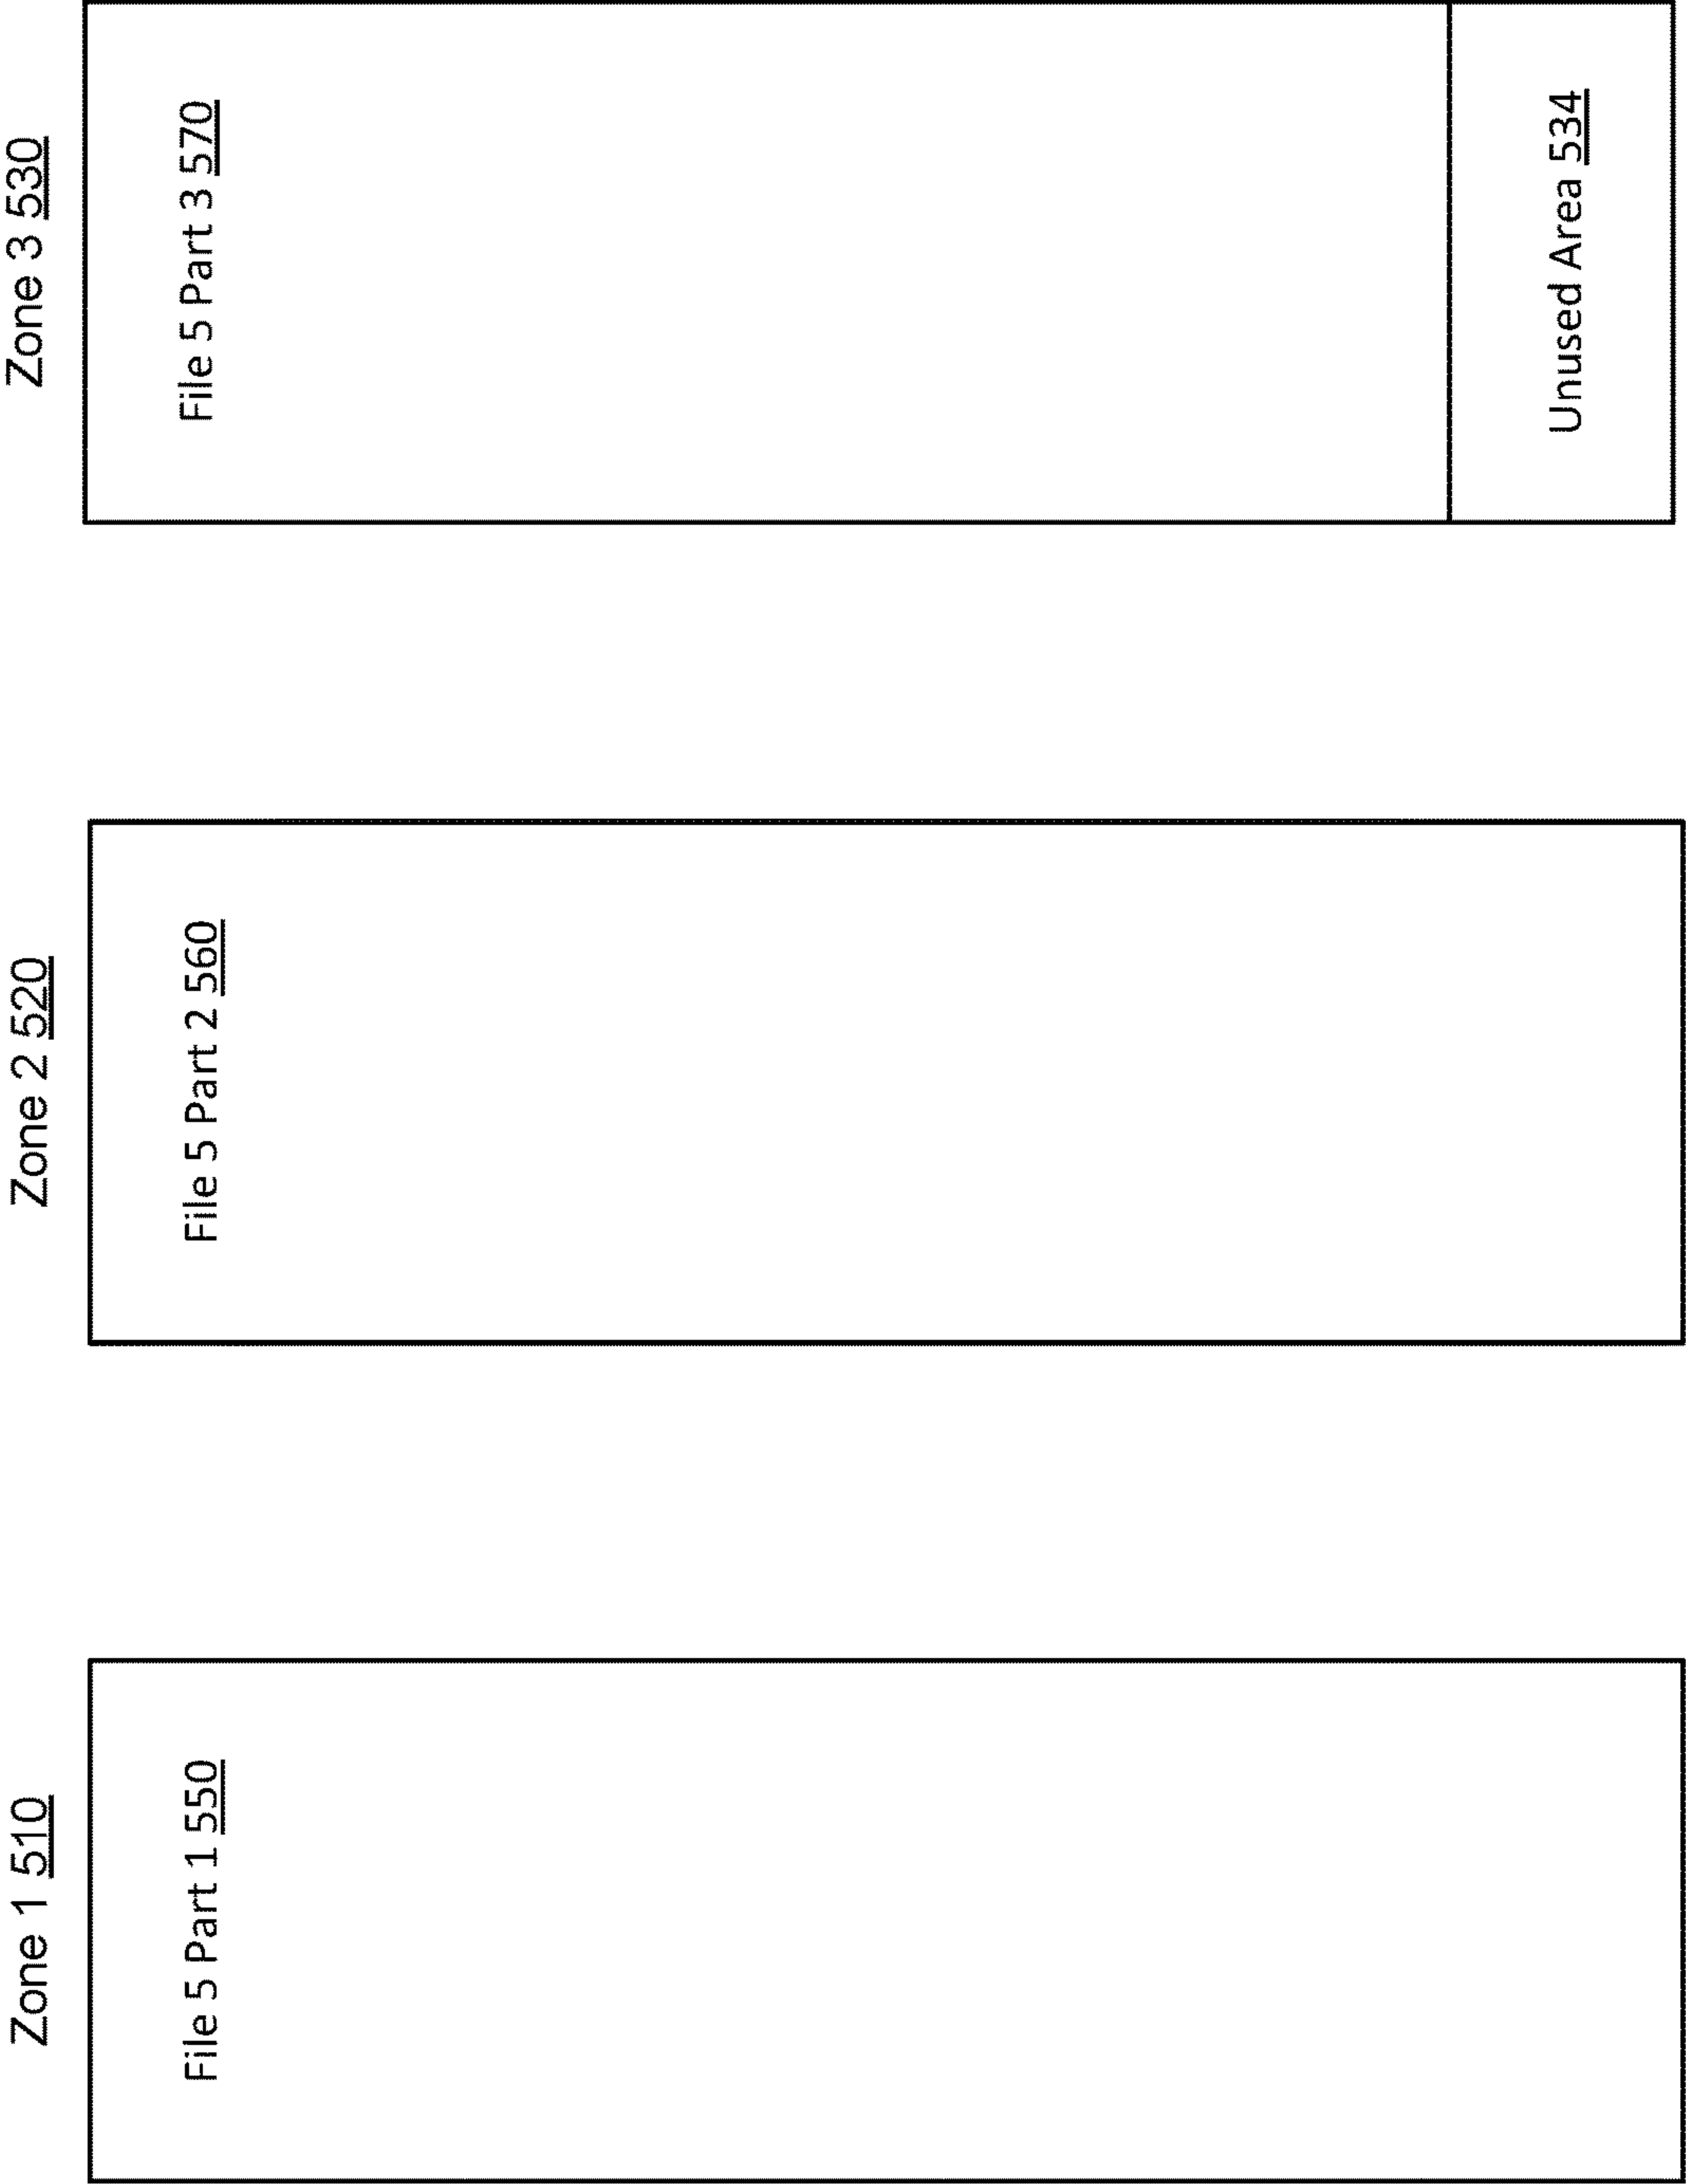 Zone 1 510
Zone 2 520
Zone 3 530
File 5 Part 1 550
File 5 Part 2 560
File 5 Part 3 570
Unused Area 534